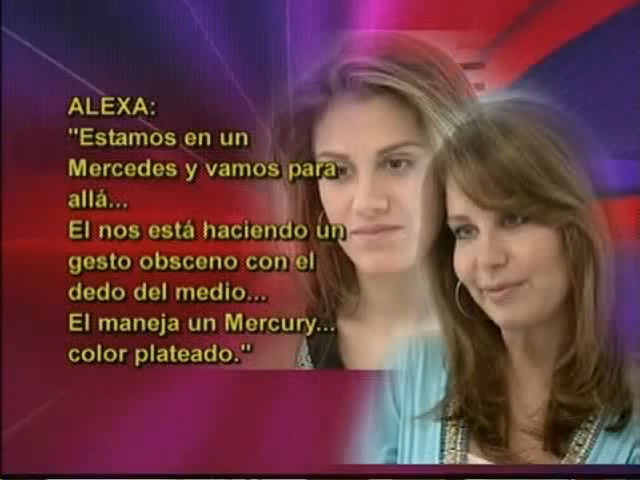 ALEXA:
"Estamos en un
Mercedes y vamos para
allá...
El nos está haciendo un
gesto obsceno con el
dedo del medio...
El maneja un Mercury...
color plateado."